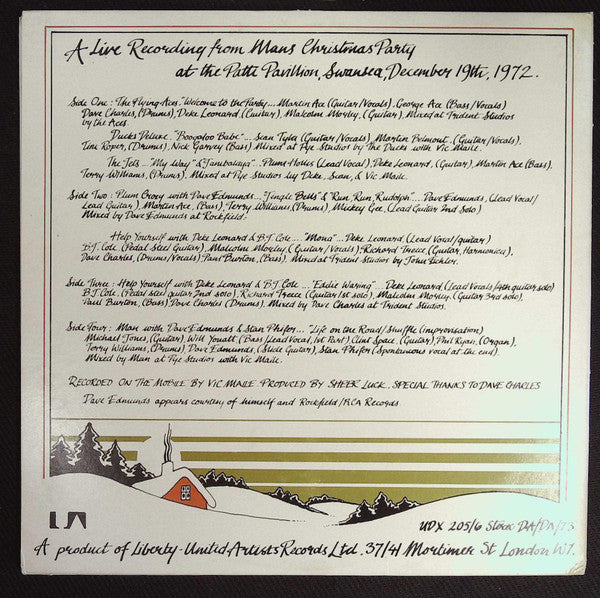 A Live Recording from Mans Christmas Party
at the Patti Pavillion, Swansea, December 19th, 1972.
Side One: The Flying Aces. "Welcome to the Party... Martin Ace (Guitar/Vocals), George Ace (Bass/Vocals)
Dave Charles, (Drums), Deke Leonard (Guitar), Malcolm Morley, (Guitar). Mixed at Trident Studios
by the Aces.
Ducks Deluxe. "Boogaloo Babe"... Sean Tyla (Guitar/Vocals), Martin Belmont, (Guitar/Vocals),
Tim Roper, (Drums), Nick Garvey (Bass) Mixed at Pye Studios by The Ducks with Vic Maile.
The Jets... "My Way" & "Jambalaya"... Plum Hollis (Lead Vocal), Deke Leonard, (Guitar), Martin Ace (Bass),
Terry Williams, (Drums), Mixed at Pye Studios by Deke, Sean, & Vic Maile.
Side Two: Plum Crazy with Dave Edmunds... "Jingle Bells" & "Run, Run, Rudolph"... Dave Edmunds, (Lead Vocal/
Lead Guitar), Martin Ace, (Bass) Terry Williams (Drums), Mickey Gee, (Lead Guitar 2nd Solo)
Mixed by Dave Edmunds at Rockfield.
Help Yourself with Deke Leonard & B.J. Cole... "Mona"... Deke Leonard, (Lead Vocal/guitar)
B.J. Cole, (Pedal Steel Guitar), Malcolm Morley, (Guitar/Vocals), Richard Treece, (Guitar, Harmonica),
Dave Charles, (Drums/Vocals) Paul Burton, (Bass). Mixed at Trident Studios by John
Side Three: Help Yourself with Deke Leonard & B.J. Cole... Eddie Waring" Deke Leonard (Lead Vocals/4th guitar solo)
B.J. Cole, (Pedal steel guitar 2nd solo), Richard Treece (Guitar/1st solo), Malcolm Morley, (Guitar 3rd solo),
Paul Burton, (Bass) Dave Charles (Drums). Mixed by Dave Charles at Trident Studios.
Side Four: Man with Dave Edmunds & Stan Phifer... "Life on the Road/Shuffle (improvisation)
Michael Jones, (Guitar) Will Youatt (Bass/Lead Vocal, 1st Part) Clint Space (Guitar), Phil Ryan, (Organ),
Terry Williams, (Drums) Dave Edmunds, (Slide Guitar), Stan Phifer (Spontaneous vocal at the end).
Mixed by Man at Pye Studios with Vic Maile.
Recorded on the Mobile by Vic Maile Produced by Sheer Luck, Special Thanks to Dave Charles
Dave Edmunds appears courtesy of himself and Rockfield/RCA Records.
UA
UDX 205/6 Stereo DA/DA/73
A product of Liberty-United Artists Records Ltd. 37/41 Mortimer St London W1.